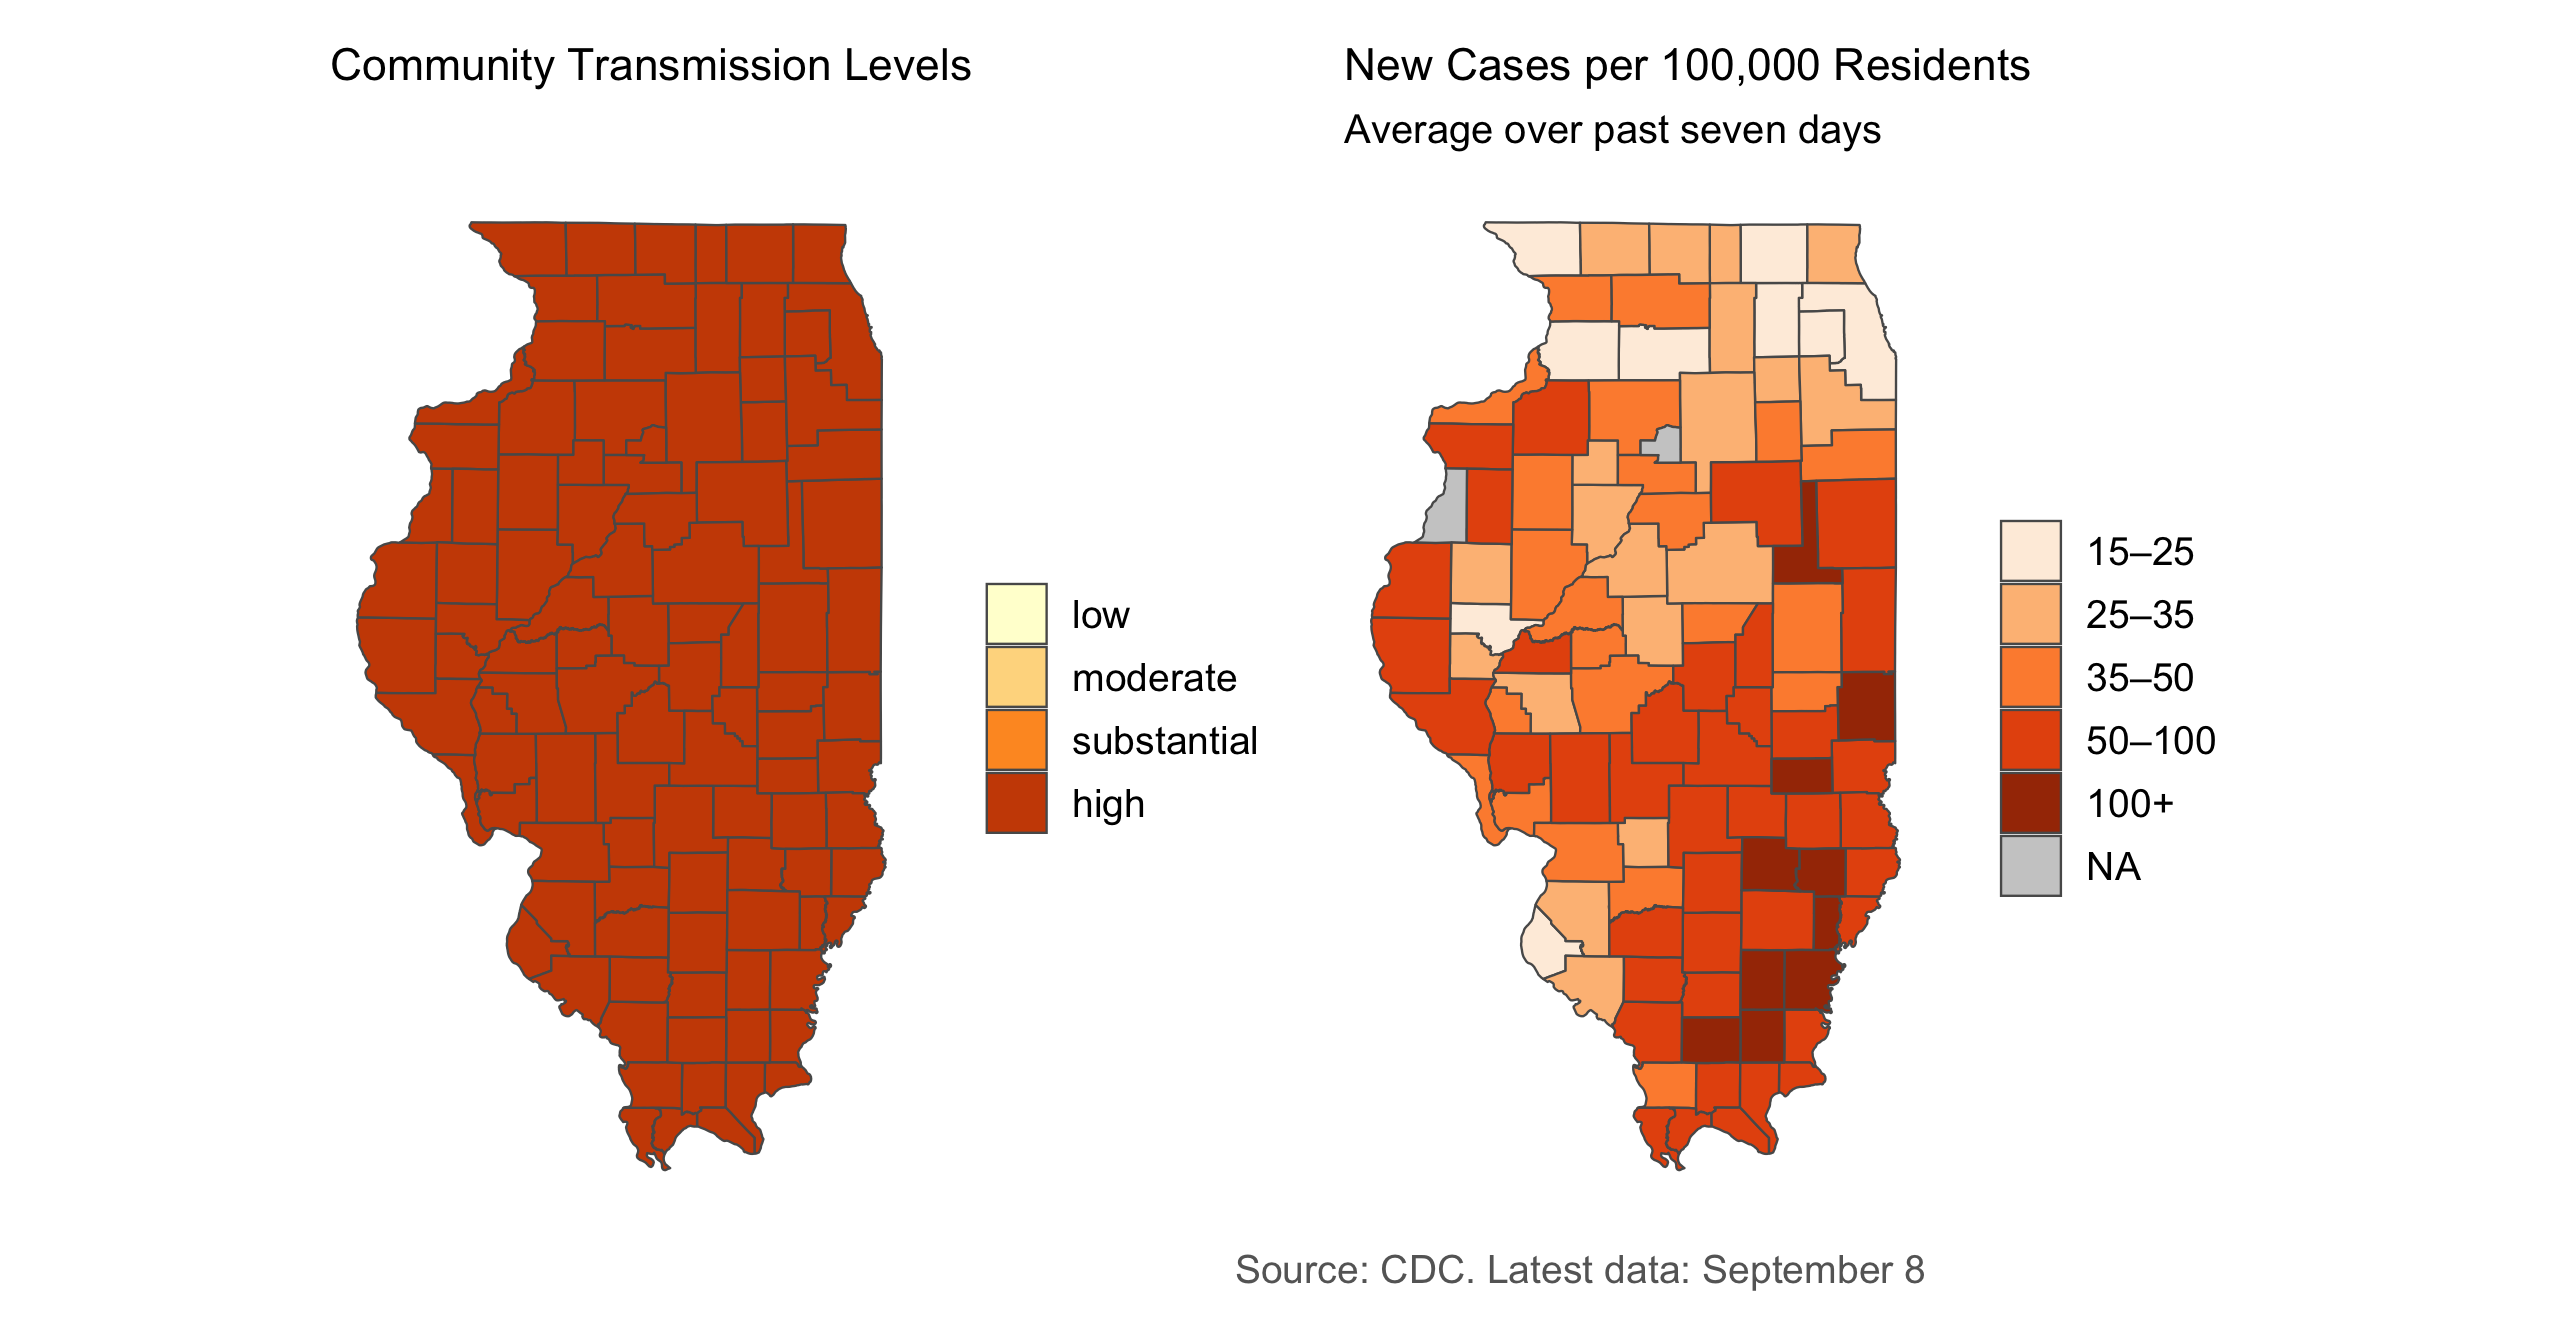 Community Transmission Levels
New Cases per 100,000 Residents
Average over past seven days
low
moderate
substantial
high
15–25
25–35
35–50
50–100
100+
NA
Source: CDC. Latest data: September 8